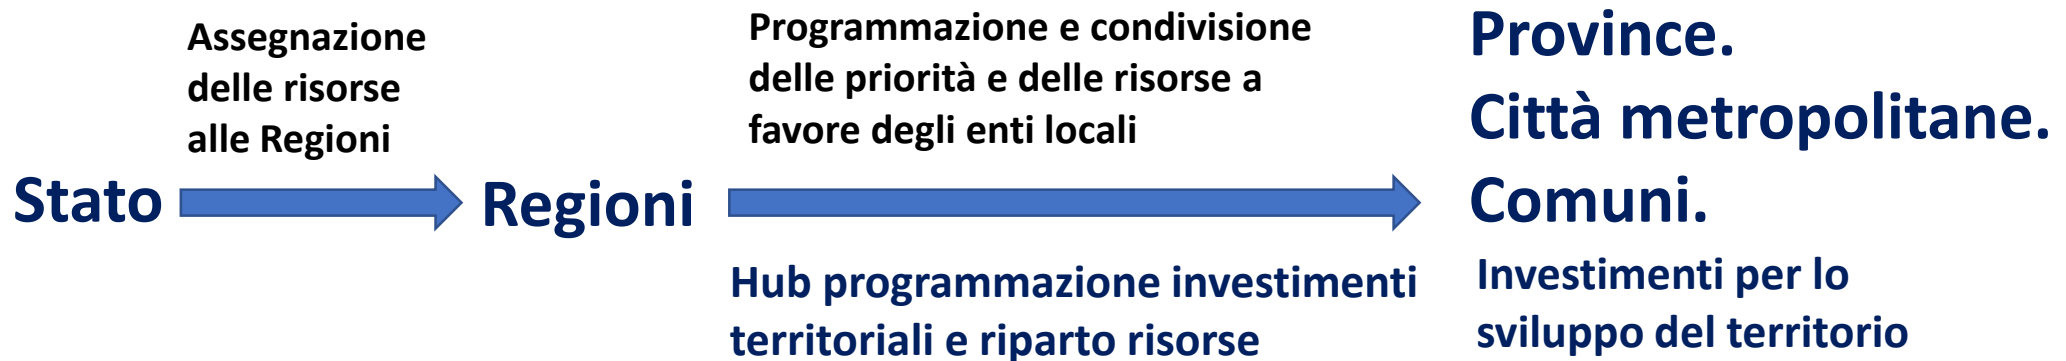 Assegnazione
delle risorse
alle Regioni
Programmazione e condivisione
delle priorità e delle risorse a
favore degli enti locali
Province.
Città metropolitane.
Comuni.
Stato
Regioni
Hub programmazione investimenti
territoriali e riparto risorse
Investimenti per lo
sviluppo del territorio